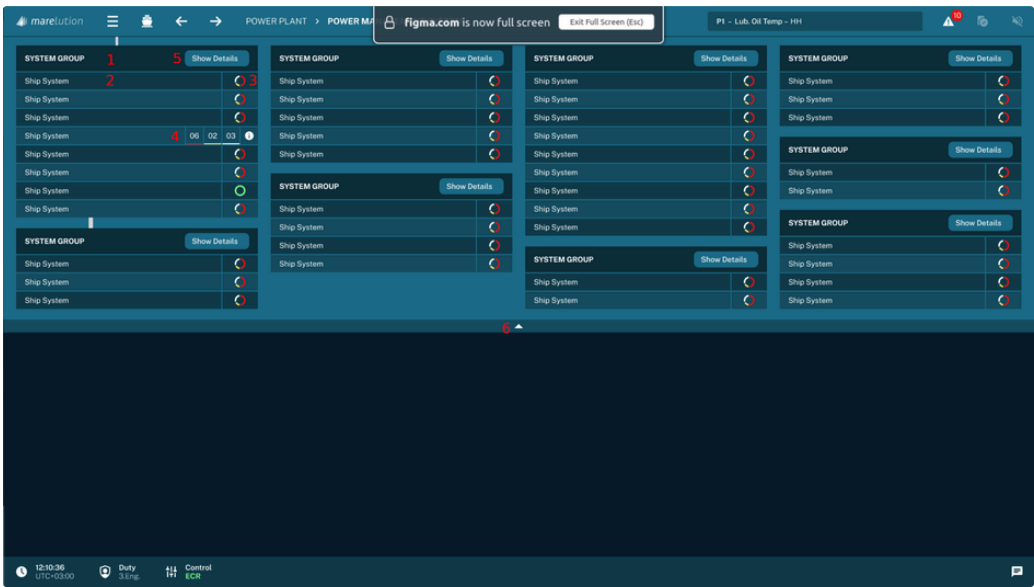 marelution
POWER PLANT > POWER MA
figma.com is now full screen
Exit Full Screen (Esc)
P1 - Lub. Oil Temp - HH
10
SYSTEM GROUP 1 5 Show Details
Ship System 2 3
Ship System
Ship System
Ship System 4 06 02 03
Ship System
Ship System
Ship System
Ship System
SYSTEM GROUP Show Details
Ship System
Ship System
Ship System
SYSTEM GROUP Show Details
Ship System
Ship System
Ship System
Ship System
Ship System
SYSTEM GROUP Show Details
Ship System
Ship System
Ship System
Ship System
SYSTEM GROUP Show Details
Ship System
Ship System
Ship System
Ship System
Ship System
Ship System
Ship System
Ship System
Ship System
SYSTEM GROUP Show Details
Ship System
Ship System
SYSTEM GROUP Show Details
Ship System
Ship System
Ship System
SYSTEM GROUP Show Details
Ship System
Ship System
SYSTEM GROUP Show Details
Ship System
Ship System
Ship System
Ship System
6
12:10:36
UTC+03:00
Duty
3.Eng.
Control
ECR